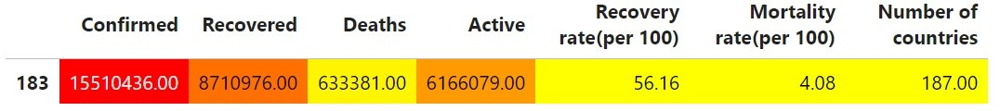 Confirmed Recovered Deaths Active Recovery rate(per 100) Mortality rate(per 100) Number of countries
183 15510436.00 8710976.00 633381.00 6166079.00 56.16 4.08 187.00